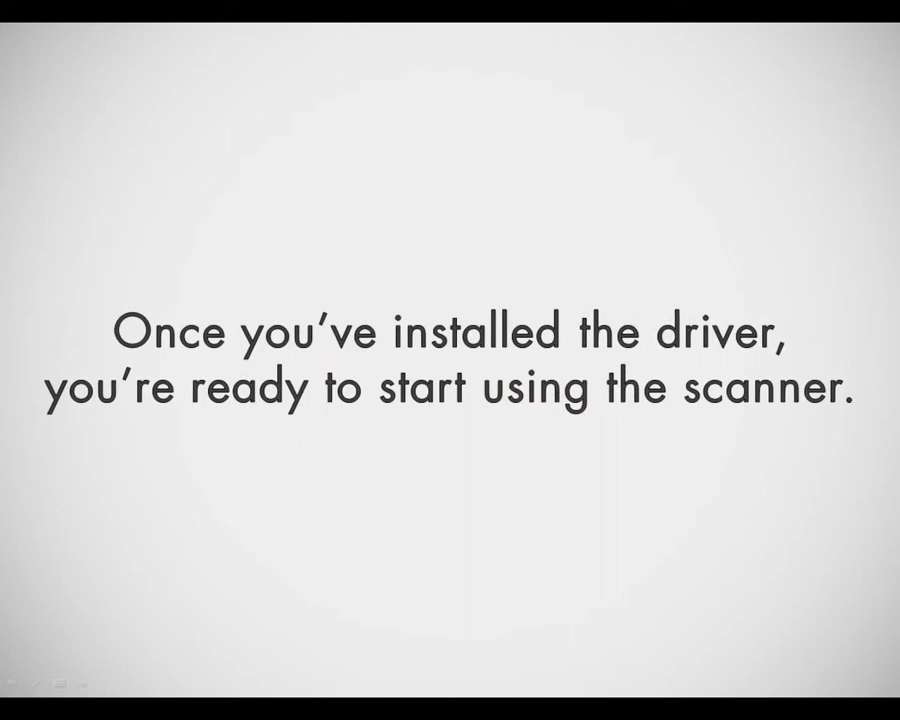 Once you’ve installed the driver,
you’re ready to start using the scanner.